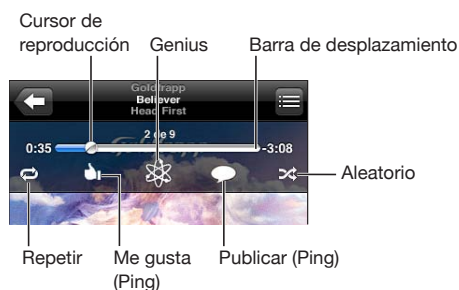 Cursor de
reproducción
Genius
Barra de desplazamiento
Goldfrapp
Believer
Head First
2 de 9
0:35
-3:08
Aleatorio
Repetir
Me gusta
(Ping)
Publicar (Ping)